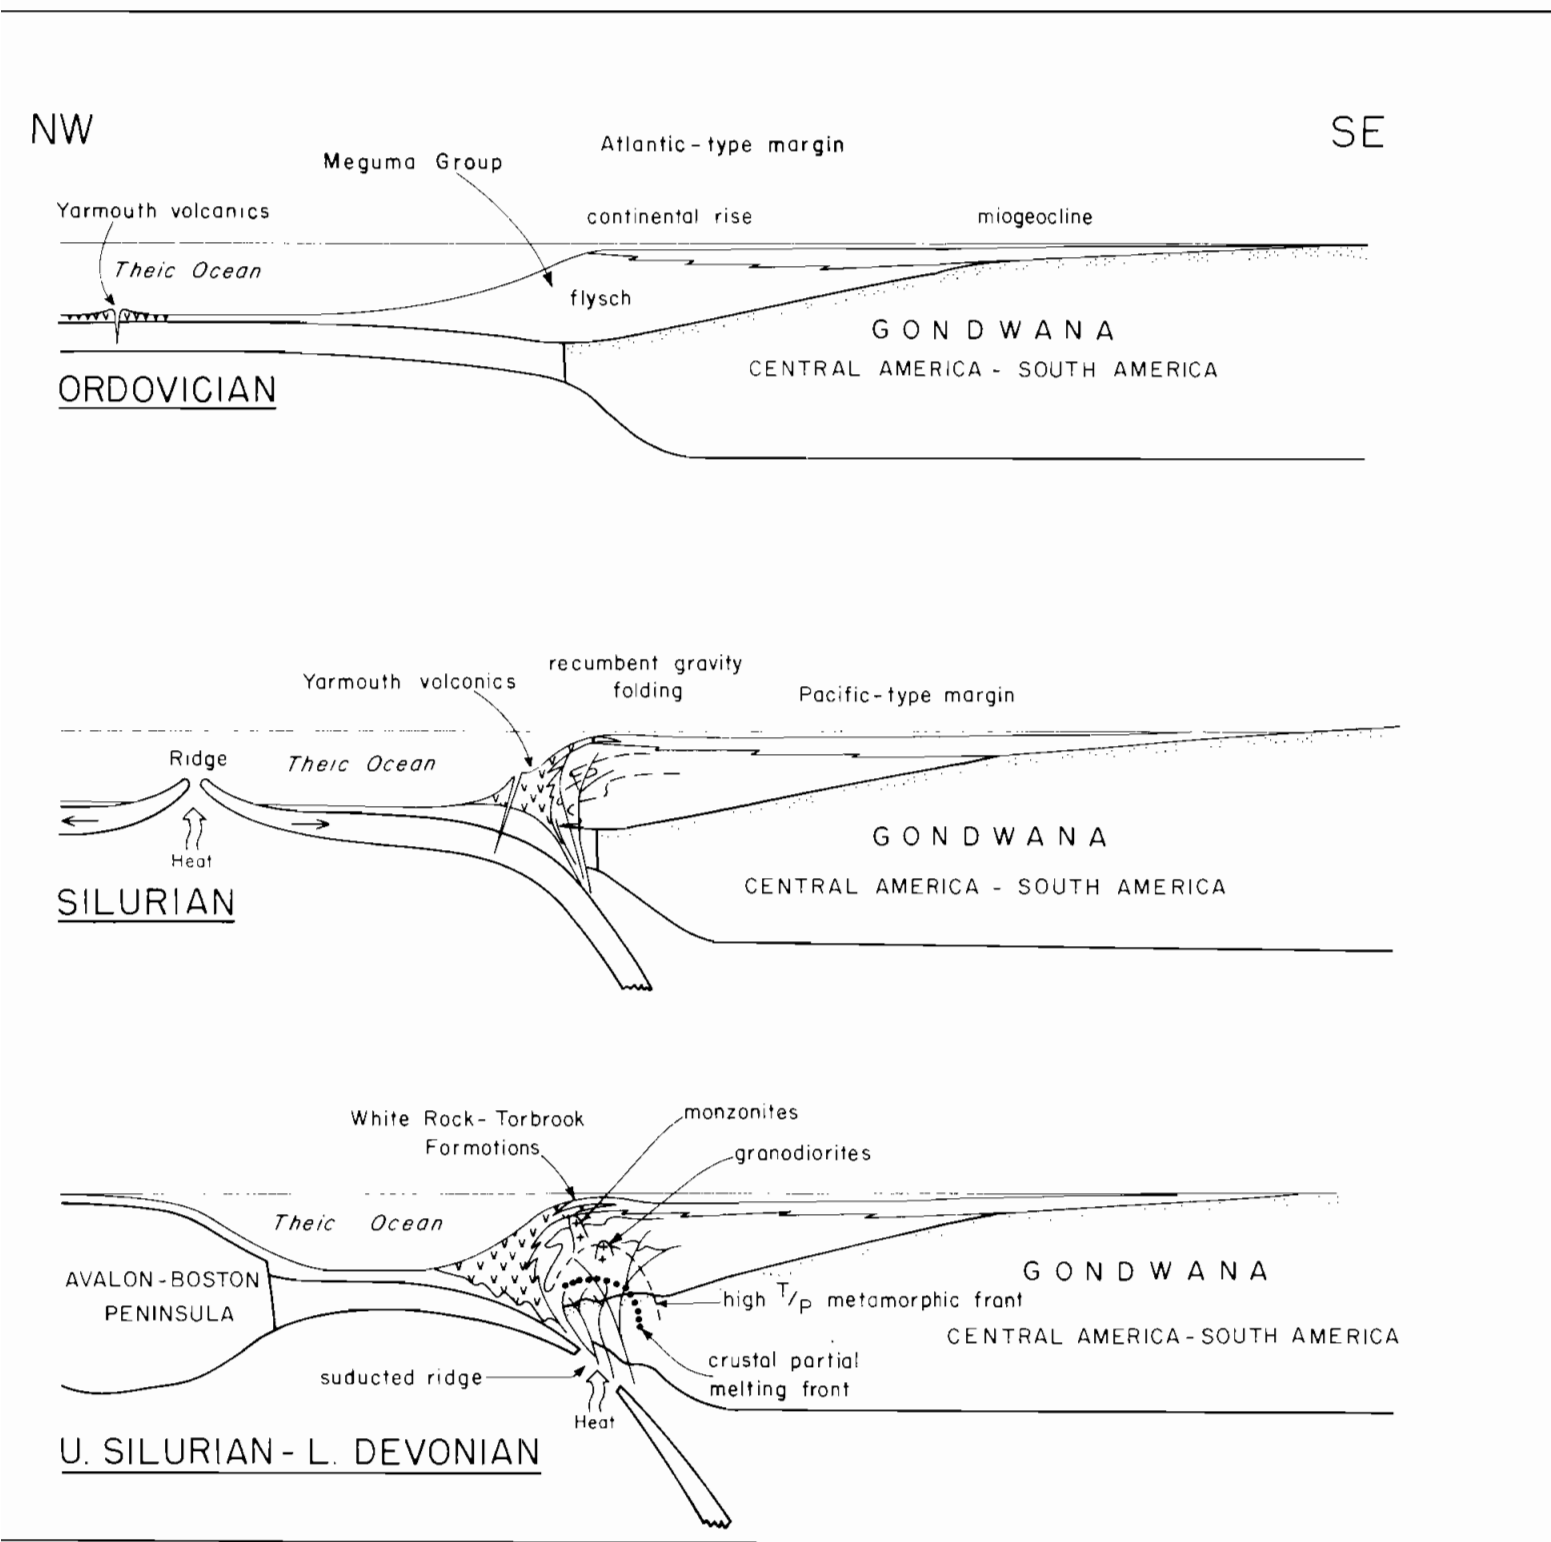 NW
SE
Atlantic-type margin
Meguma Group
Yarmouth volcanics
continental rise
miogeocline
Theic Ocean
flysch
GONDWANA
CENTRAL AMERICA - SOUTH AMERICA
ORDOVICIAN
recumbent gravity
folding
Yarmouth volconics
Pacific-type margin
Ridge
Theic Ocean
Heat
GONDWANA
CENTRAL AMERICA - SOUTH AMERICA
SILURIAN
White Rock-Torbrook
Formotions
monzonites
granodiorites
Theic Ocean
AVALON-BOSTON
PENINSULA
GONDWANA
high T/P metamorphic front
CENTRAL AMERICA-SOUTH AMERICA
suducted ridge
crustal partial
melting front
Heat
U. SILURIAN - L. DEVONIAN